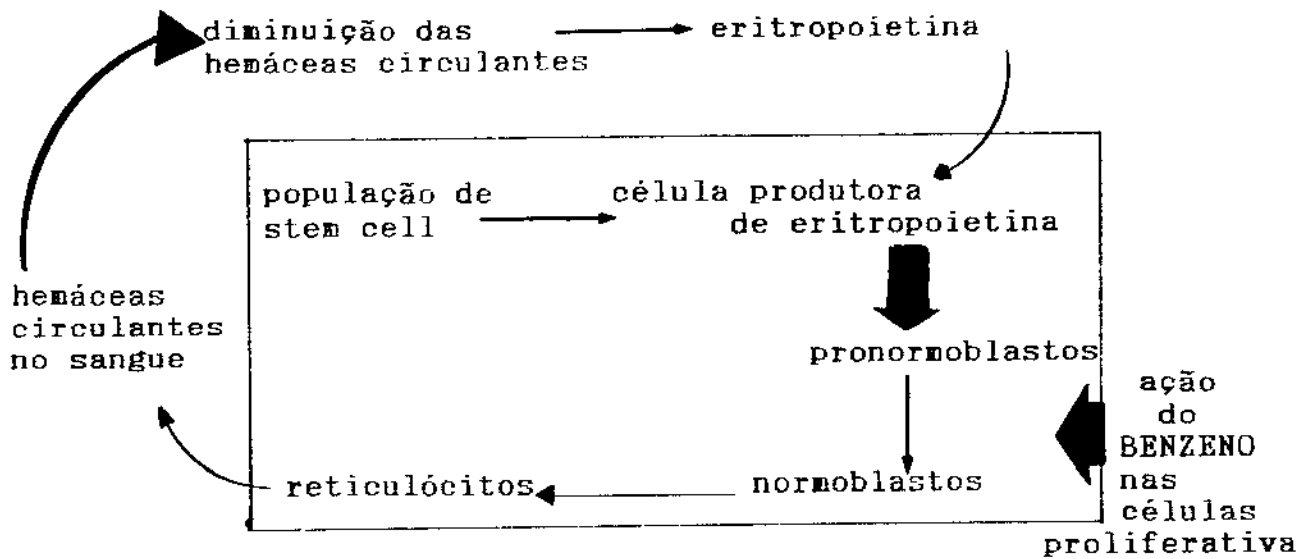 diminuição das
hemáceas circulantes
eritropoietina
população de
stem cell
célula produtora
de eritropoietina
hemáceas
circulantes
no sangue
pronormoblastos
ação
do
BENZENO
nas
células
proliferativa
reticulócitos
normoblastos